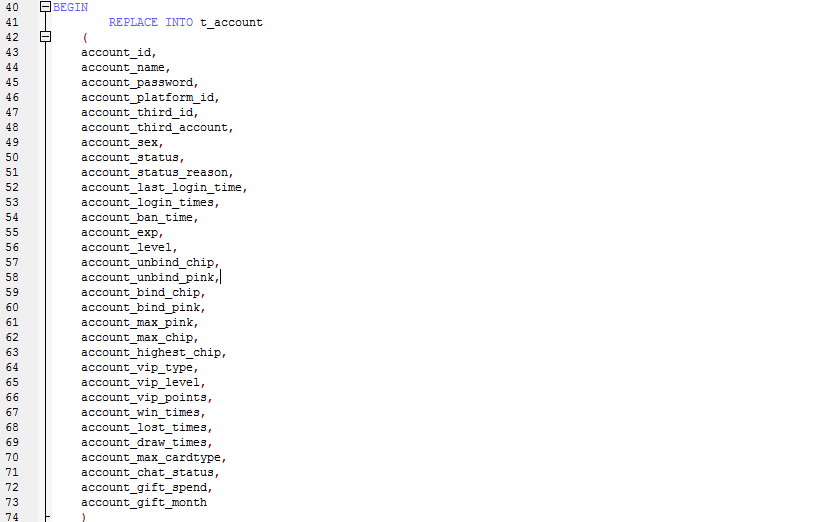 40 BEGIN
41 REPLACE INTO t_account
42 (
43 account_id,
44 account_name,
45 account_password,
46 account_platform_id,
47 account_third_id,
48 account_third_account,
49 account_sex,
50 account_status,
51 account_status_reason,
52 account_last_login_time,
53 account_login_times,
54 account_ban_time,
55 account_exp,
56 account_level,
57 account_unbind_chip,
58 account_unbind_pink,
59 account_bind_chip,
60 account_bind_pink,
61 account_max_pink,
62 account_max_chip,
63 account_highest_chip,
64 account_vip_type,
65 account_vip_level,
66 account_vip_points,
67 account_win_times,
68 account_lost_times,
69 account_draw_times,
70 account_max_cardtype,
71 account_chat_status,
72 account_gift_spend,
73 account_gift_month
74 )